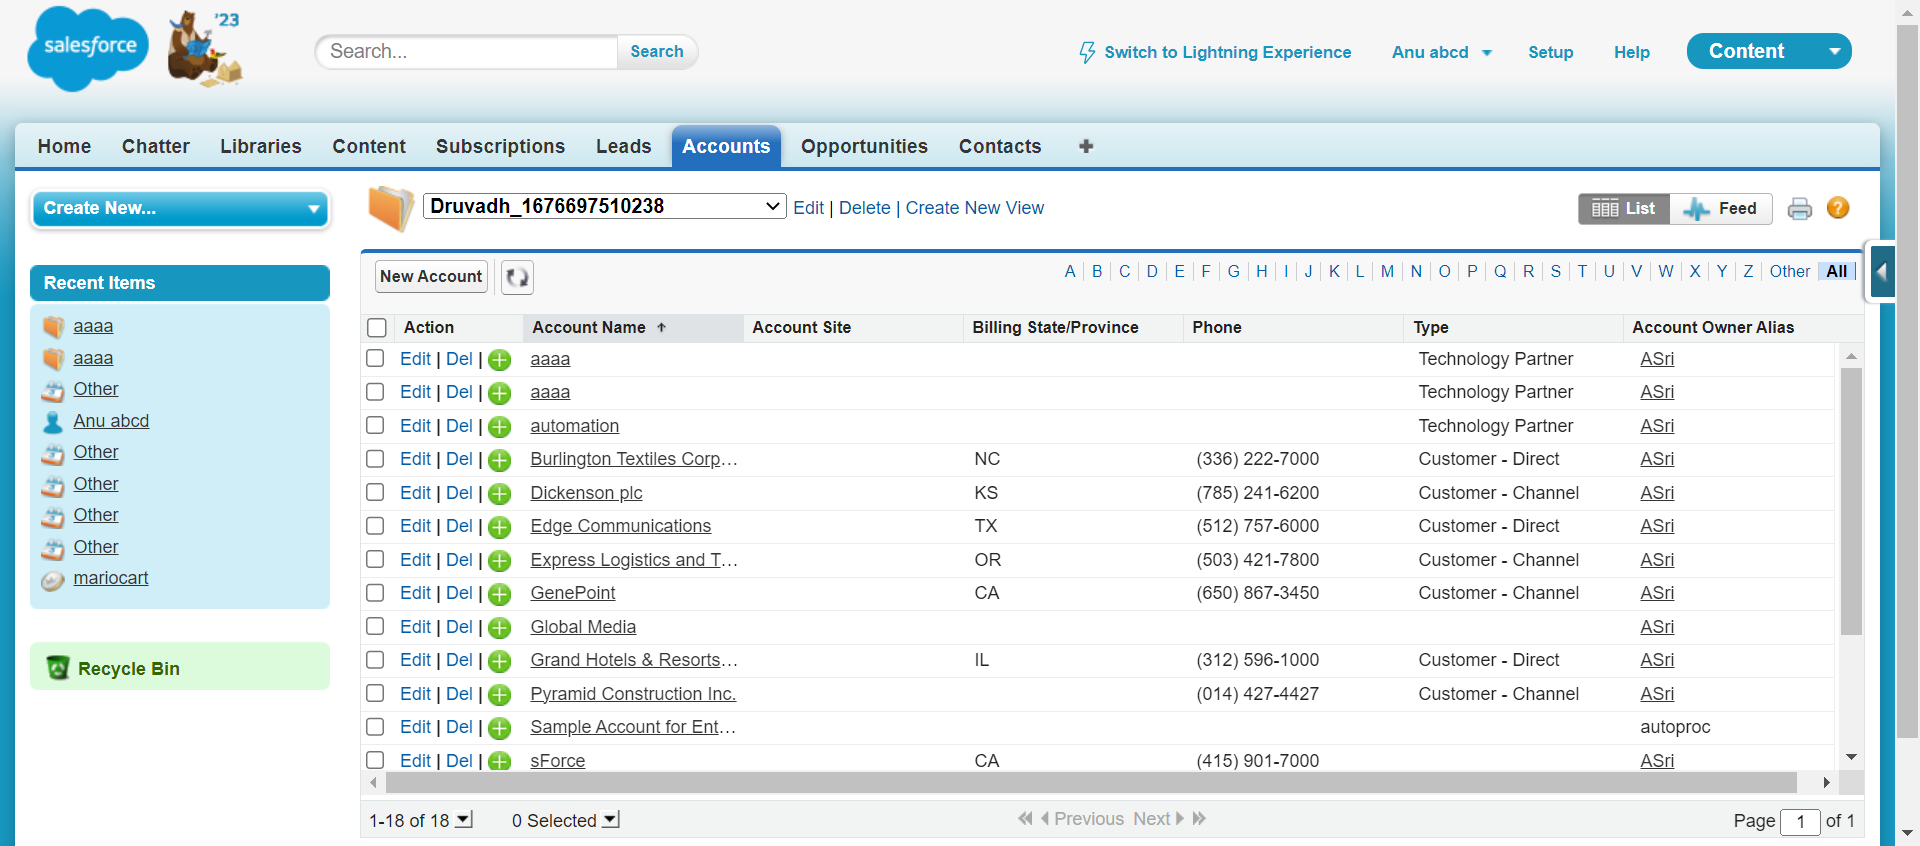 salesforce
'23
Search...
Search
Switch to Lightning Experience
Anu abcd
Setup
Help
Content
Home
Chatter
Libraries
Content
Subscriptions
Leads
Accounts
Opportunities
Contacts
Create New...
Druvadh_1676697510238
Edit | Delete | Create New View
List
Feed
?
Recent Items
aaaa
aaaa
Other
Anu abcd
Other
Other
Other
Other
mariocart
Recycle Bin
New Account
A B C D E F G H I J K L M N O P Q R S T U V W X Y Z Other All
Action Account Name Account Site Billing State/Province Phone Type Account Owner Alias
Edit | Del | aaaa Technology Partner ASri
Edit | Del | aaaa Technology Partner ASri
Edit | Del | automation Technology Partner ASri
Edit | Del | Burlington Textiles Corp... NC (336) 222-7000 Customer - Direct ASri
Edit | Del | Dickenson plc KS (785) 241-6200 Customer - Channel ASri
Edit | Del | Edge Communications TX (512) 757-6000 Customer - Direct ASri
Edit | Del | Express Logistics and T... OR (503) 421-7800 Customer - Channel ASri
Edit | Del | GenePoint CA (650) 867-3450 Customer - Channel ASri
Edit | Del | Global Media ASri
Edit | Del | Grand Hotels & Resorts... IL (312) 596-1000 Customer - Direct ASri
Edit | Del | Pyramid Construction Inc. (014) 427-4427 Customer - Channel ASri
Edit | Del | Sample Account for Ent... autoproc
Edit | Del | sForce CA (415) 901-7000 ASri
1-18 of 18
0 Selected
Previous Next
Page 1 of 1